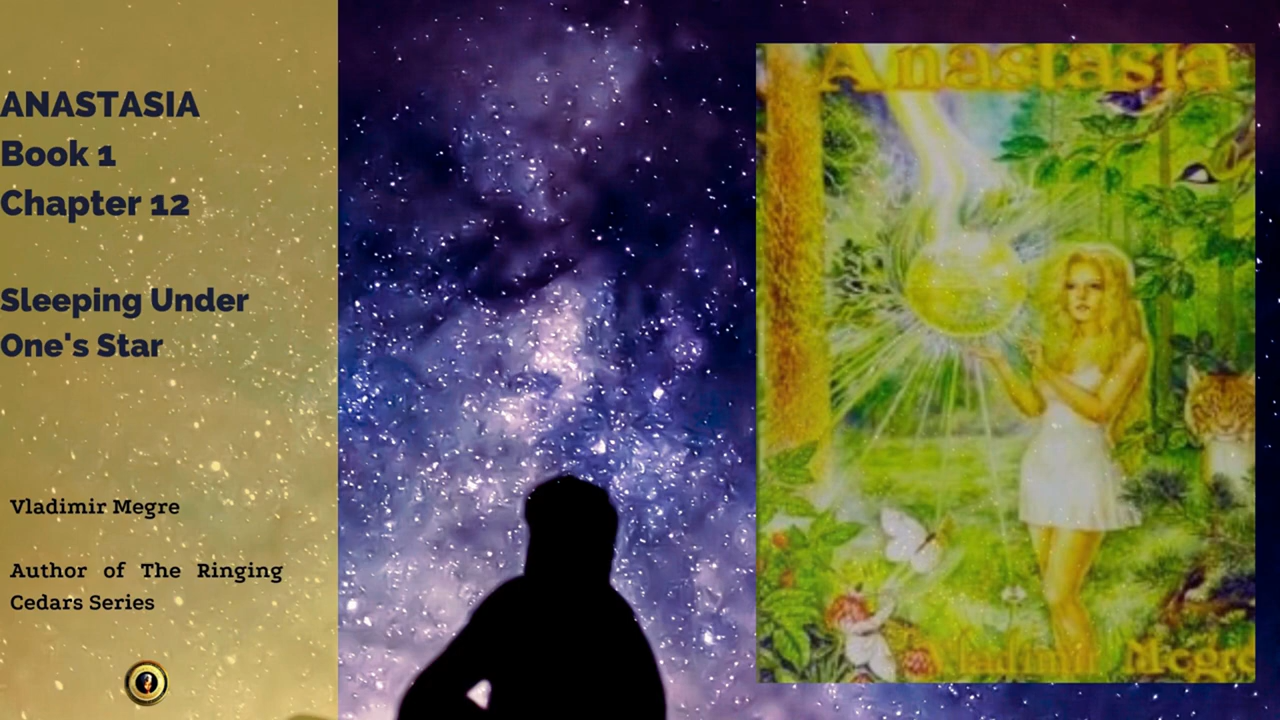 ANASTASIA
Book 1
Chapter 12
Sleeping Under
One's Star
Vladimir Megre
Author of The Ringing
Cedars Series
Anastasia
Vladimir Megre